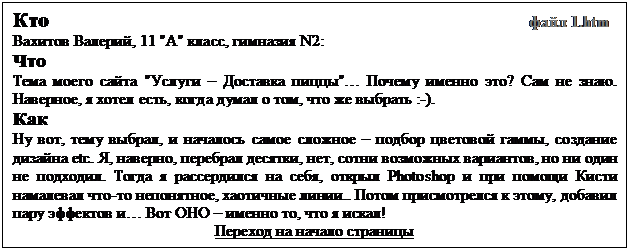 Кто файл 1.htm
Вахитов Валерий, 11 "А" класс, гимназия N2:
Что
Тема моего сайта "Услуги – Доставка пиццы"… Почему именно это? Сам не знаю.
Наверное, я хотел есть, когда думал о том, что же выбрать :-).
Как
Ну вот, тему выбрал, и началось самое сложное – подбор цветовой гаммы, создание
дизайна etc. Я, наверно, перебрал десятки, нет, сотни возможных вариантов, но ни один
не подходил. Тогда я рассердился на себя, открыл Photoshop и при помощи Кисти
намалевал что-то непонятное, хаотичные линии.. Потом присмотрелся к этому, добавил
пару эффектов и… Вот ОНО – именно то, что я искал!
Переход на начало страницы